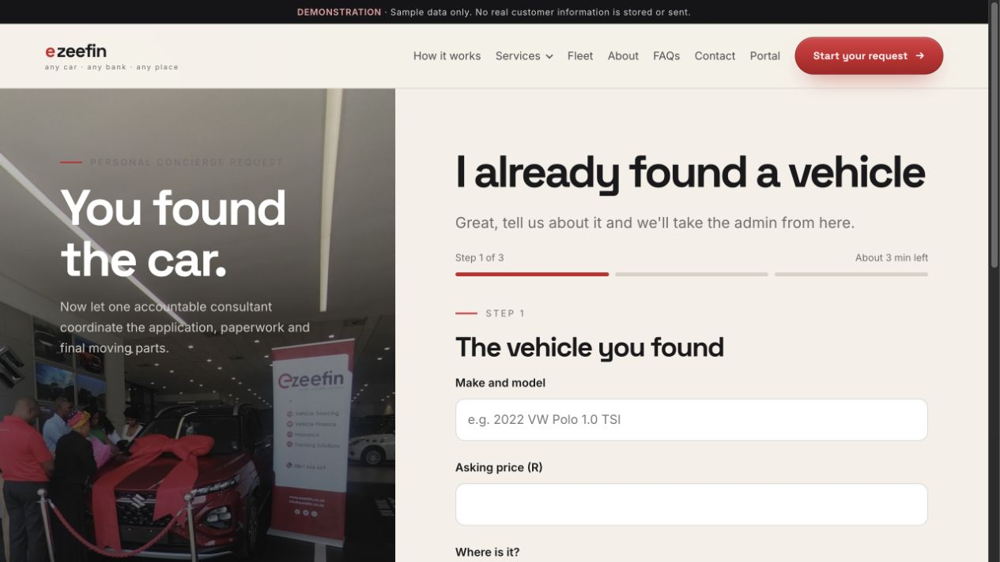 DEMONSTRATION · Sample data only. No real customer information is stored or sent.
ezeefin
any car · any bank · any place
How it works
Services
Fleet
About
FAQs
Contact
Portal
Start your request →
PERSONAL CONCIERGE REQUEST
You found
the car.
Now let one accountable consultant
coordinate the application, paperwork and
final moving parts.
ezeefin
Vehicle Sourcing
Vehicle Finance
Insurance
Tracking Solutions
I already found a vehicle
Great, tell us about it and we'll take the admin from here.
Step 1 of 3
About 3 min left
STEP 1
The vehicle you found
Make and model
e.g. 2022 VW Polo 1.0 TSI
Asking price (R)
Where is it?